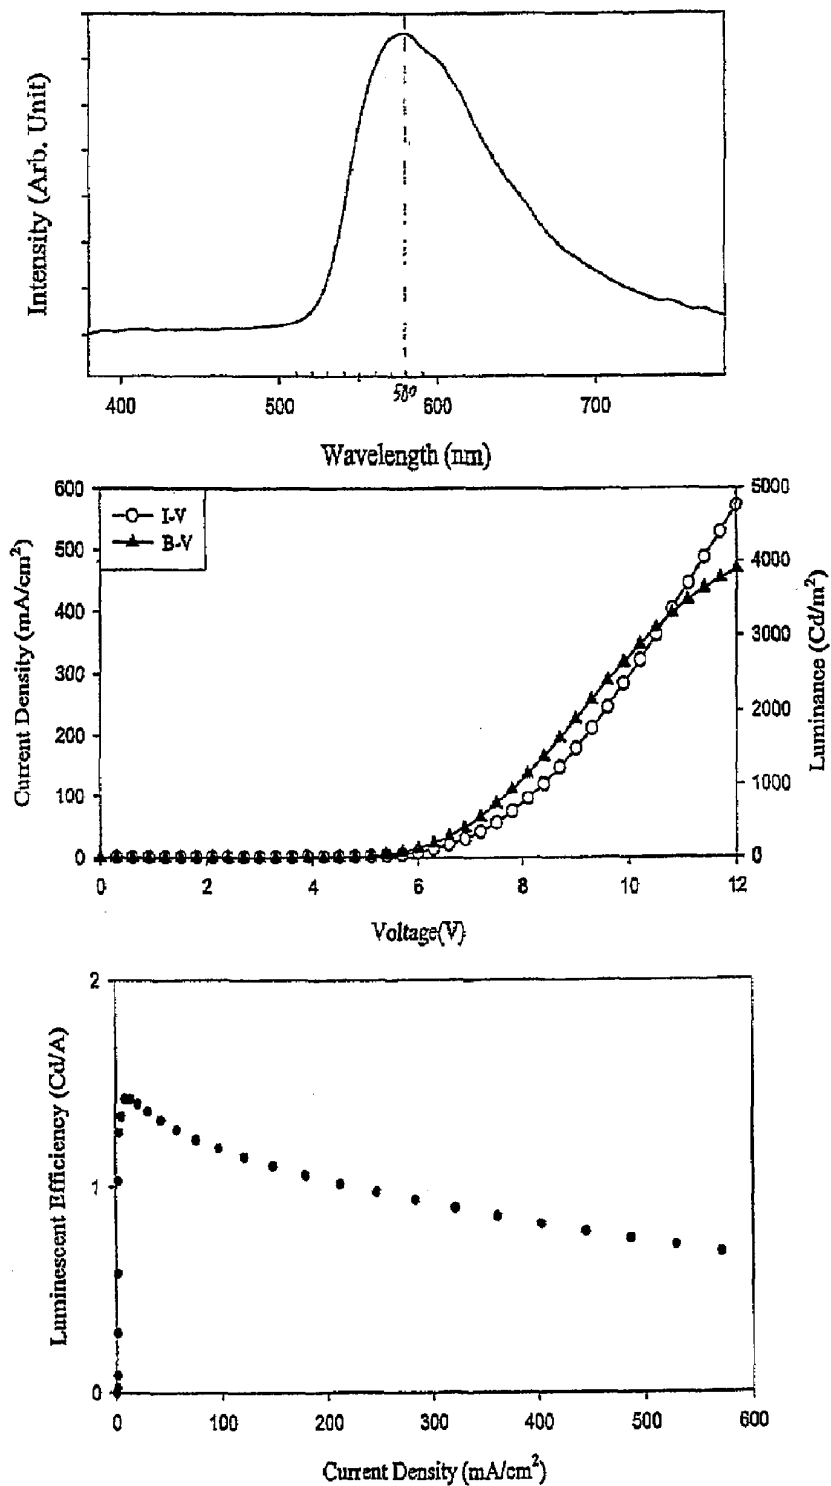 Intensity (Arb. Unit)
400 500 580 600 700
Wavelength (nm)
600
500
400
300
200
100
0
Current Density (mA/cm²)
I-V
B-V
5000
4000
3000
2000
1000
0
Luminance (Cd/m²)
0 2 4 6 8 10 12
Voltage(V)
2
1
0
Luminescent Efficiency (Cd/A)
0 100 200 300 400 500 600
Current Density (mA/cm²)